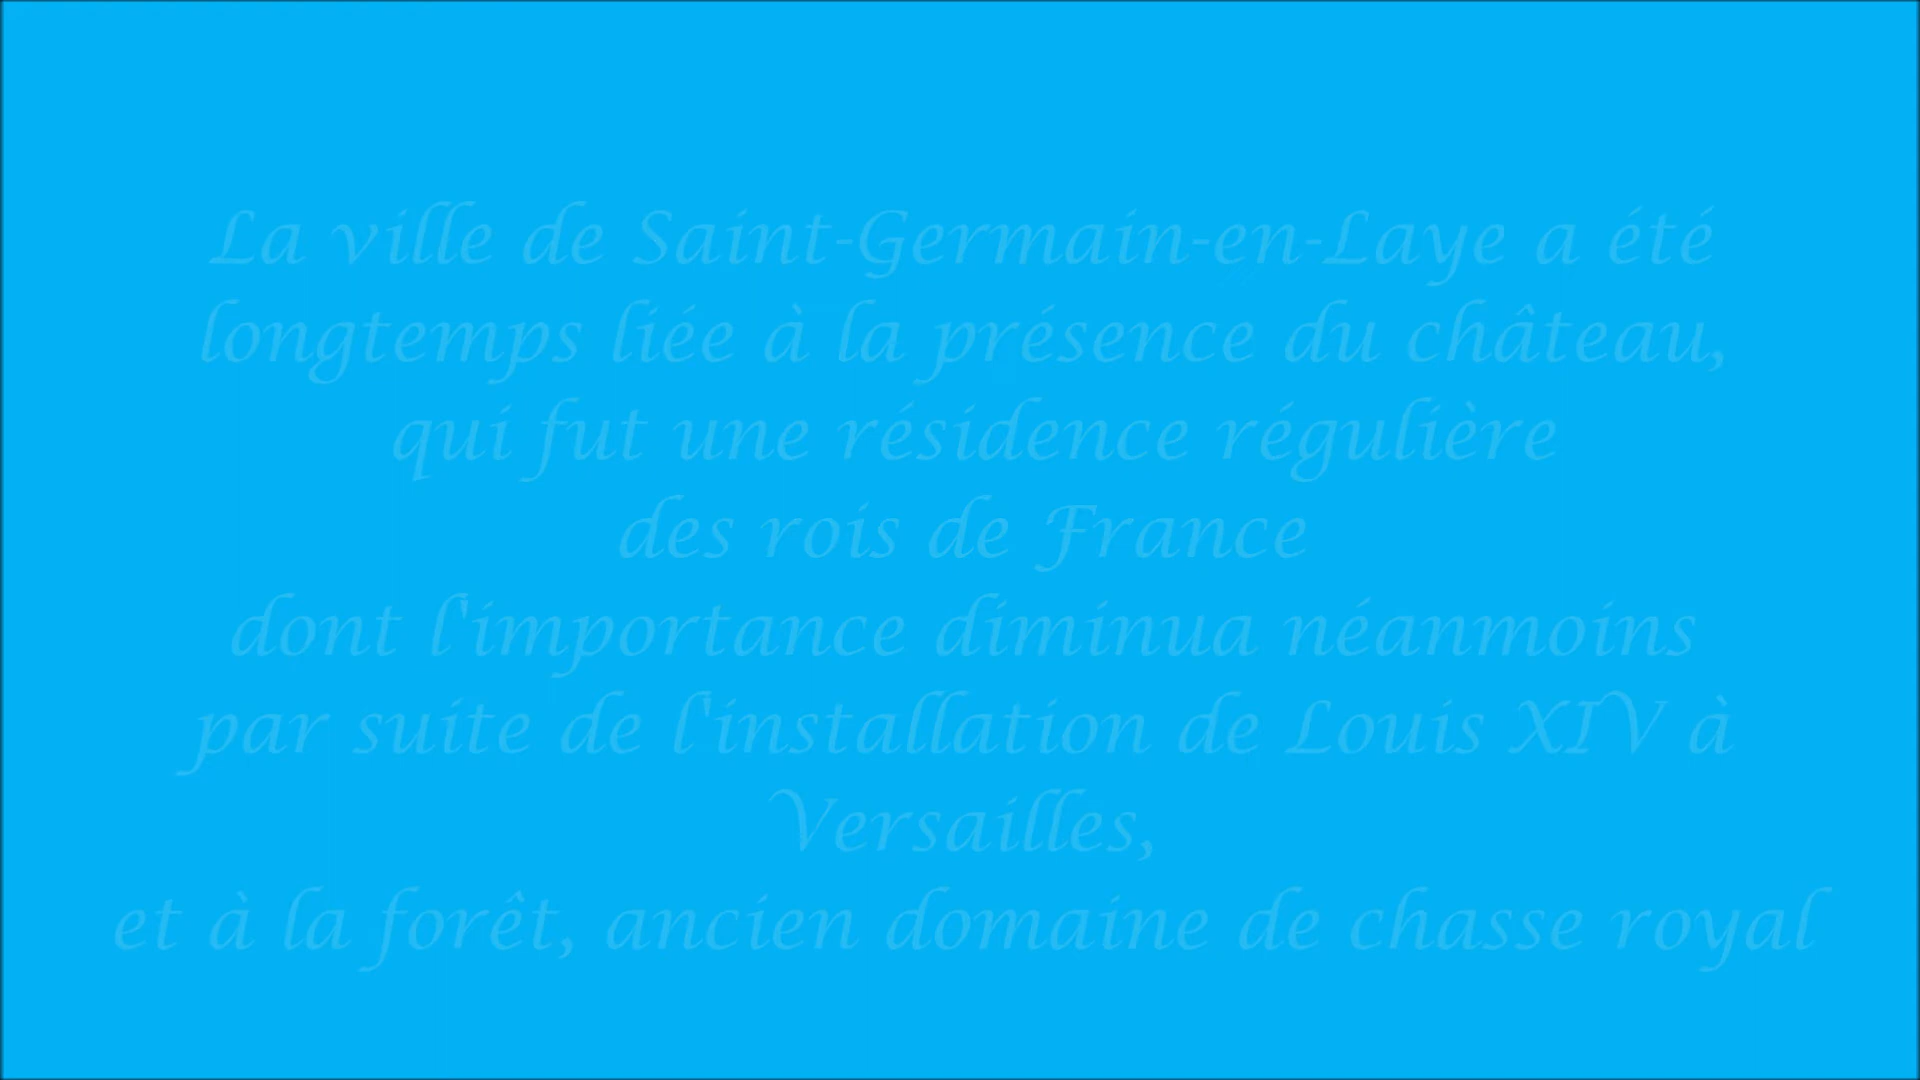 La ville de Saint-Germain-en-Laye a été
longtemps liée à la présence du château,
qui fut une résidence régulière
des rois de France
dont l'importance diminua néanmoins
par suite de l'installation de Louis XIV à
Versailles,
et à la forêt, ancien domaine de chasse royal